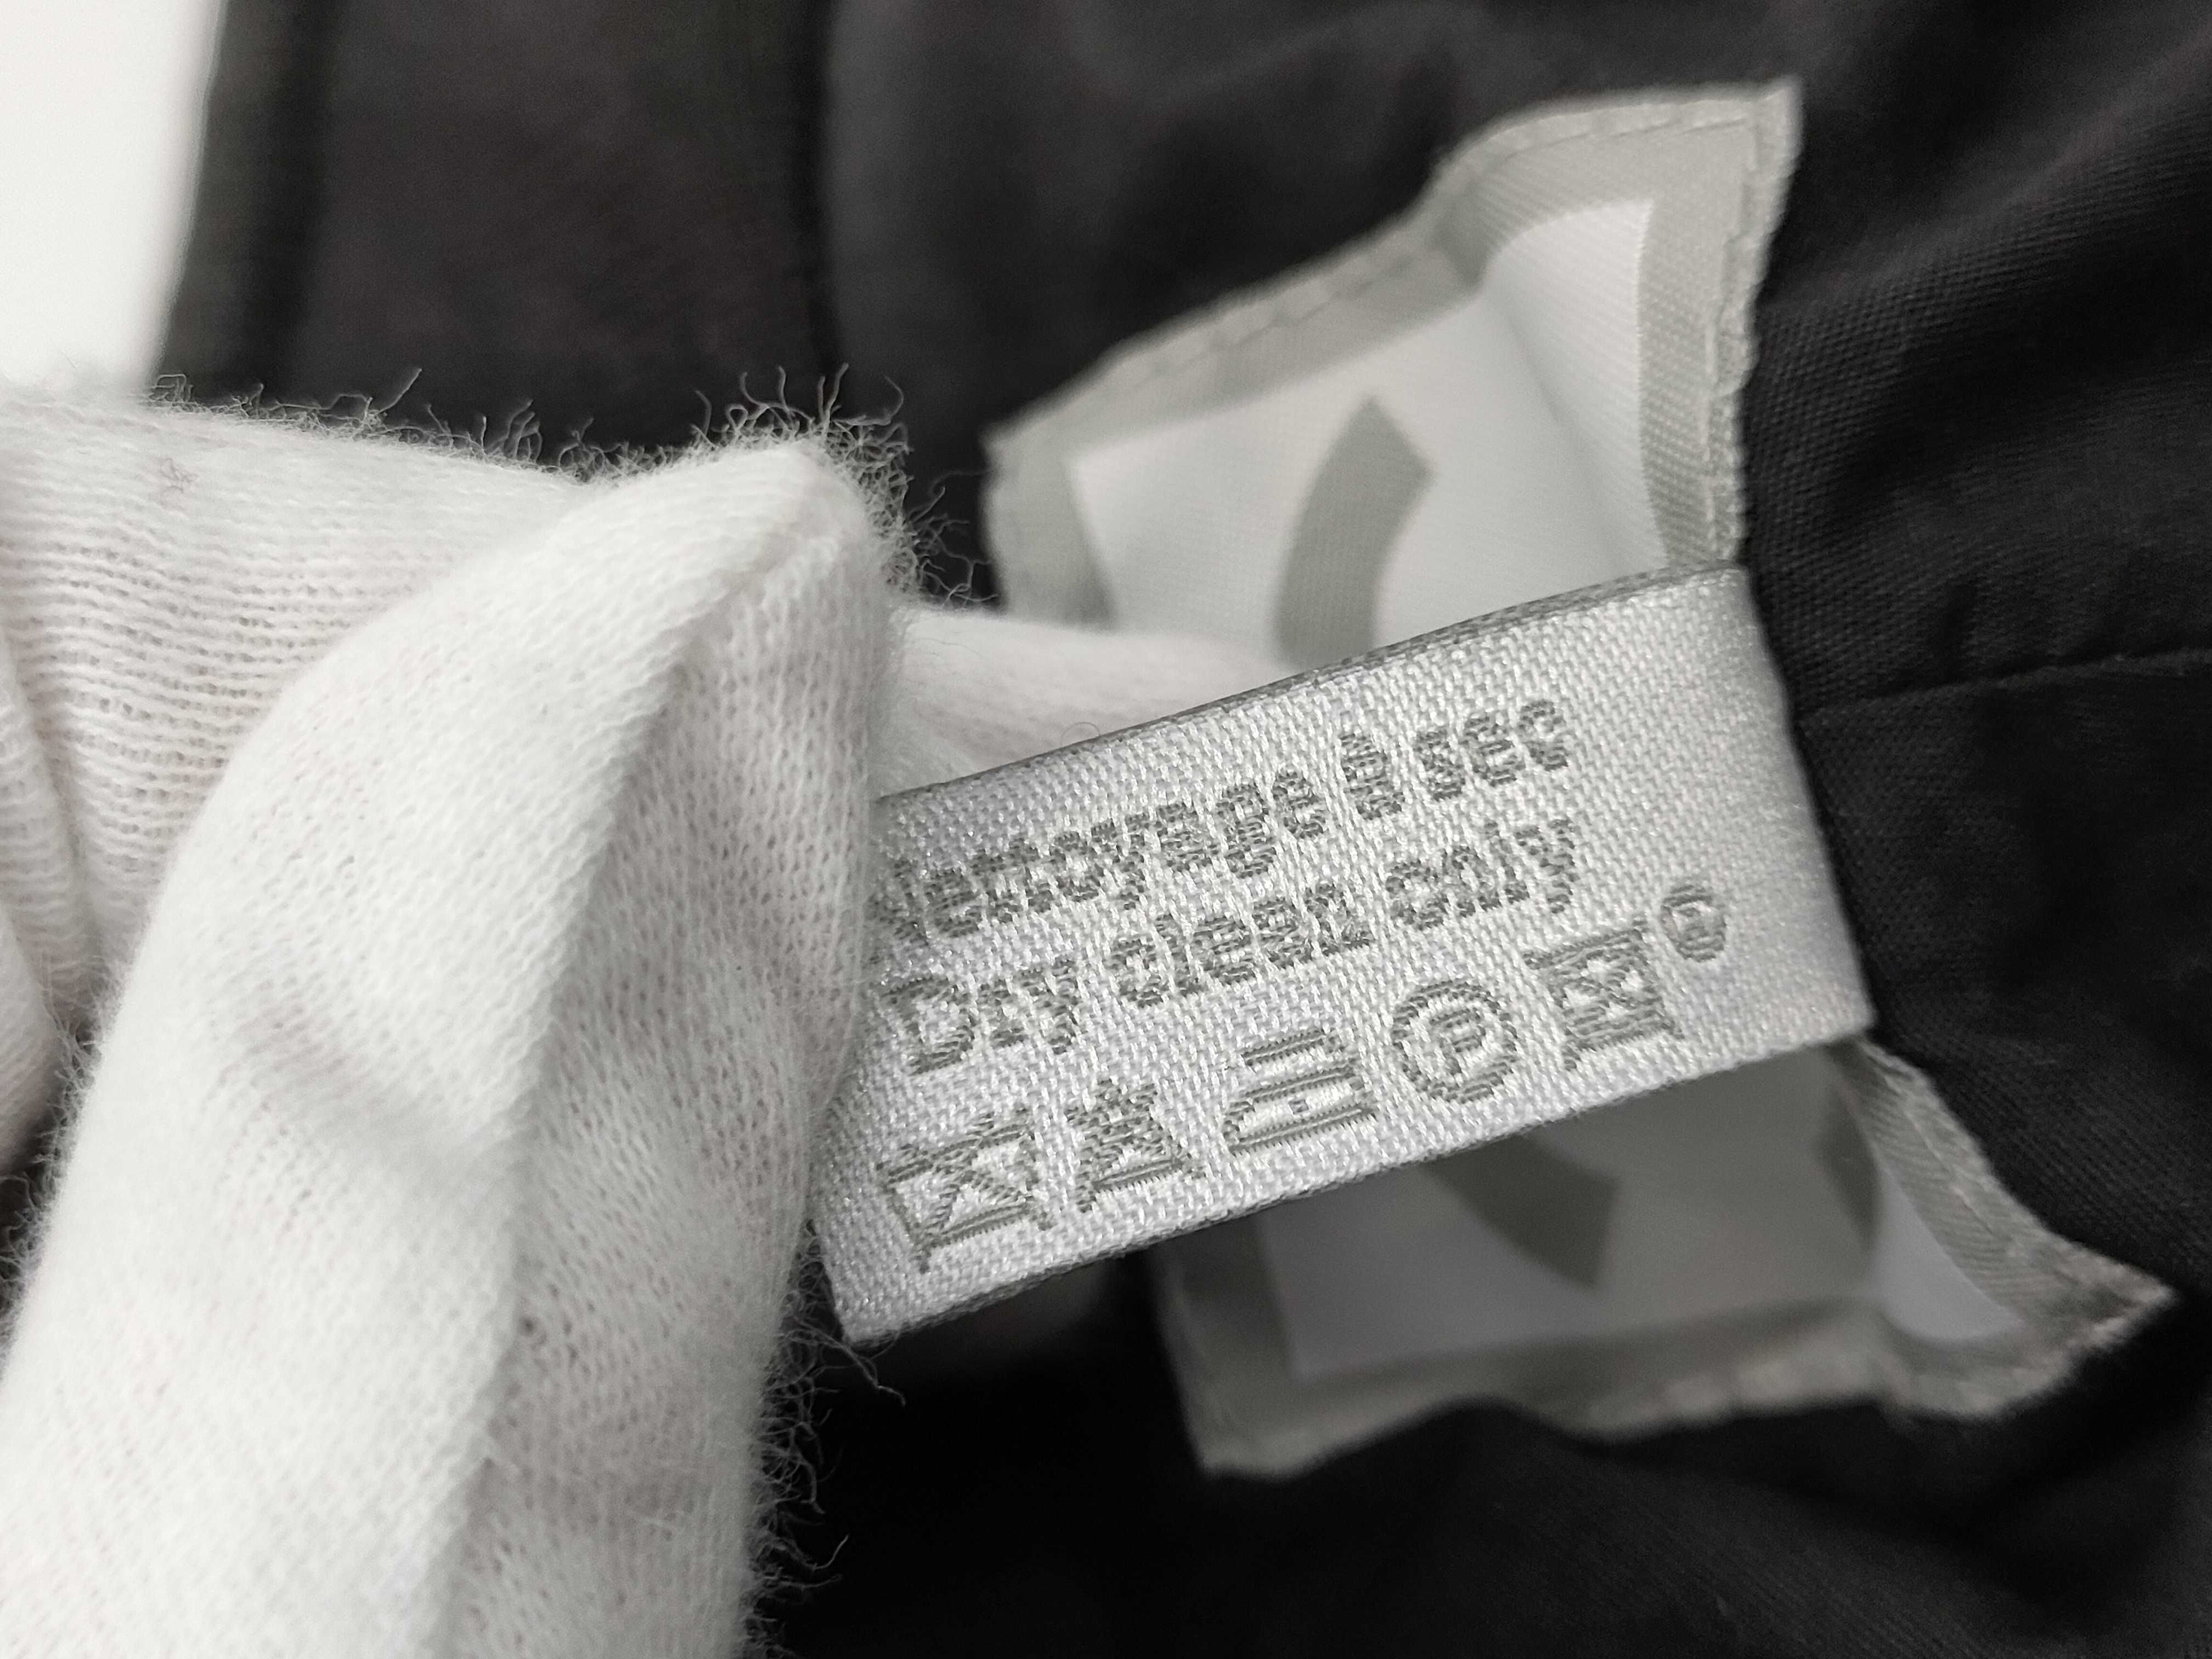 Nettoyage à sec
Dry clean only
P
©